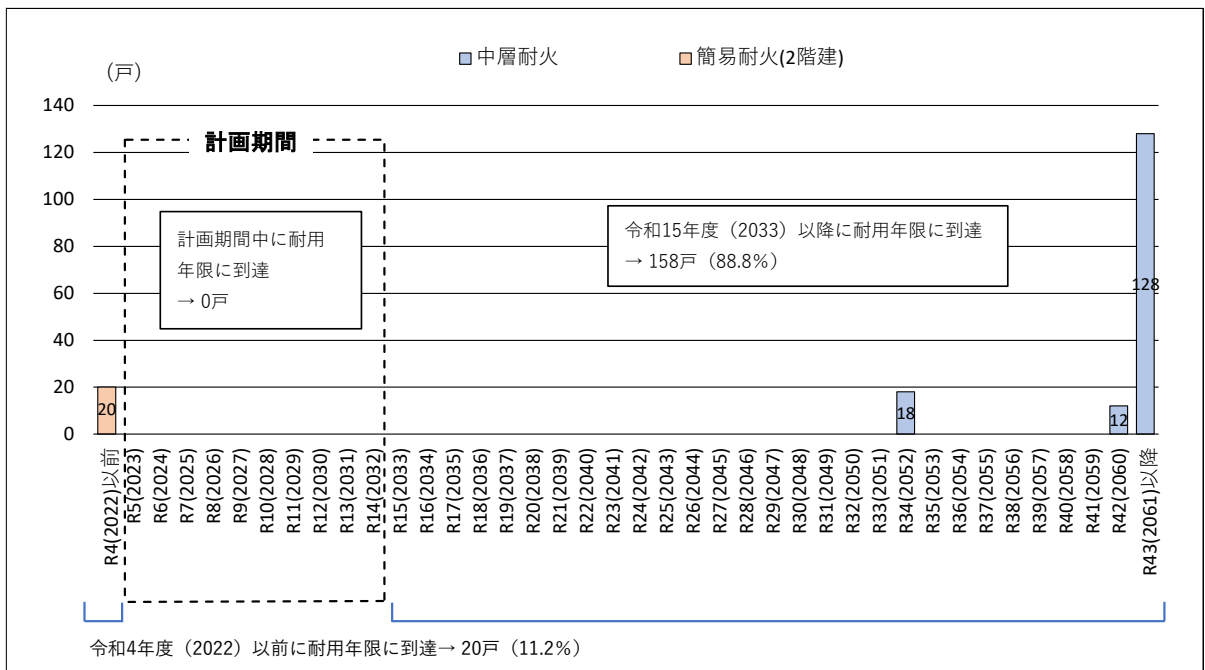 中層耐火 簡易耐火(2階建)
(戸)
140
120
100
80
60
40
20
0
計画期間
計画期間中に耐用
年限に到達
→ 0戸
令和15年度（2033）以降に耐用年限に到達
→ 158戸（88.8%）
20
18
12
128
R4(2022)以前
R5(2023)
R6(2024)
R7(2025)
R8(2026)
R9(2027)
R10(2028)
R11(2029)
R12(2030)
R13(2031)
R14(2032)
R15(2033)
R16(2034)
R17(2035)
R18(2036)
R19(2037)
R20(2038)
R21(2039)
R22(2040)
R23(2041)
R24(2042)
R25(2043)
R26(2044)
R27(2045)
R28(2046)
R29(2047)
R30(2048)
R31(2049)
R32(2050)
R33(2051)
R34(2052)
R35(2053)
R36(2054)
R37(2055)
R38(2056)
R39(2057)
R40(2058)
R41(2059)
R42(2060)
R43(2061)以降
令和4年度（2022）以前に耐用年限に到達→ 20戸（11.2%）